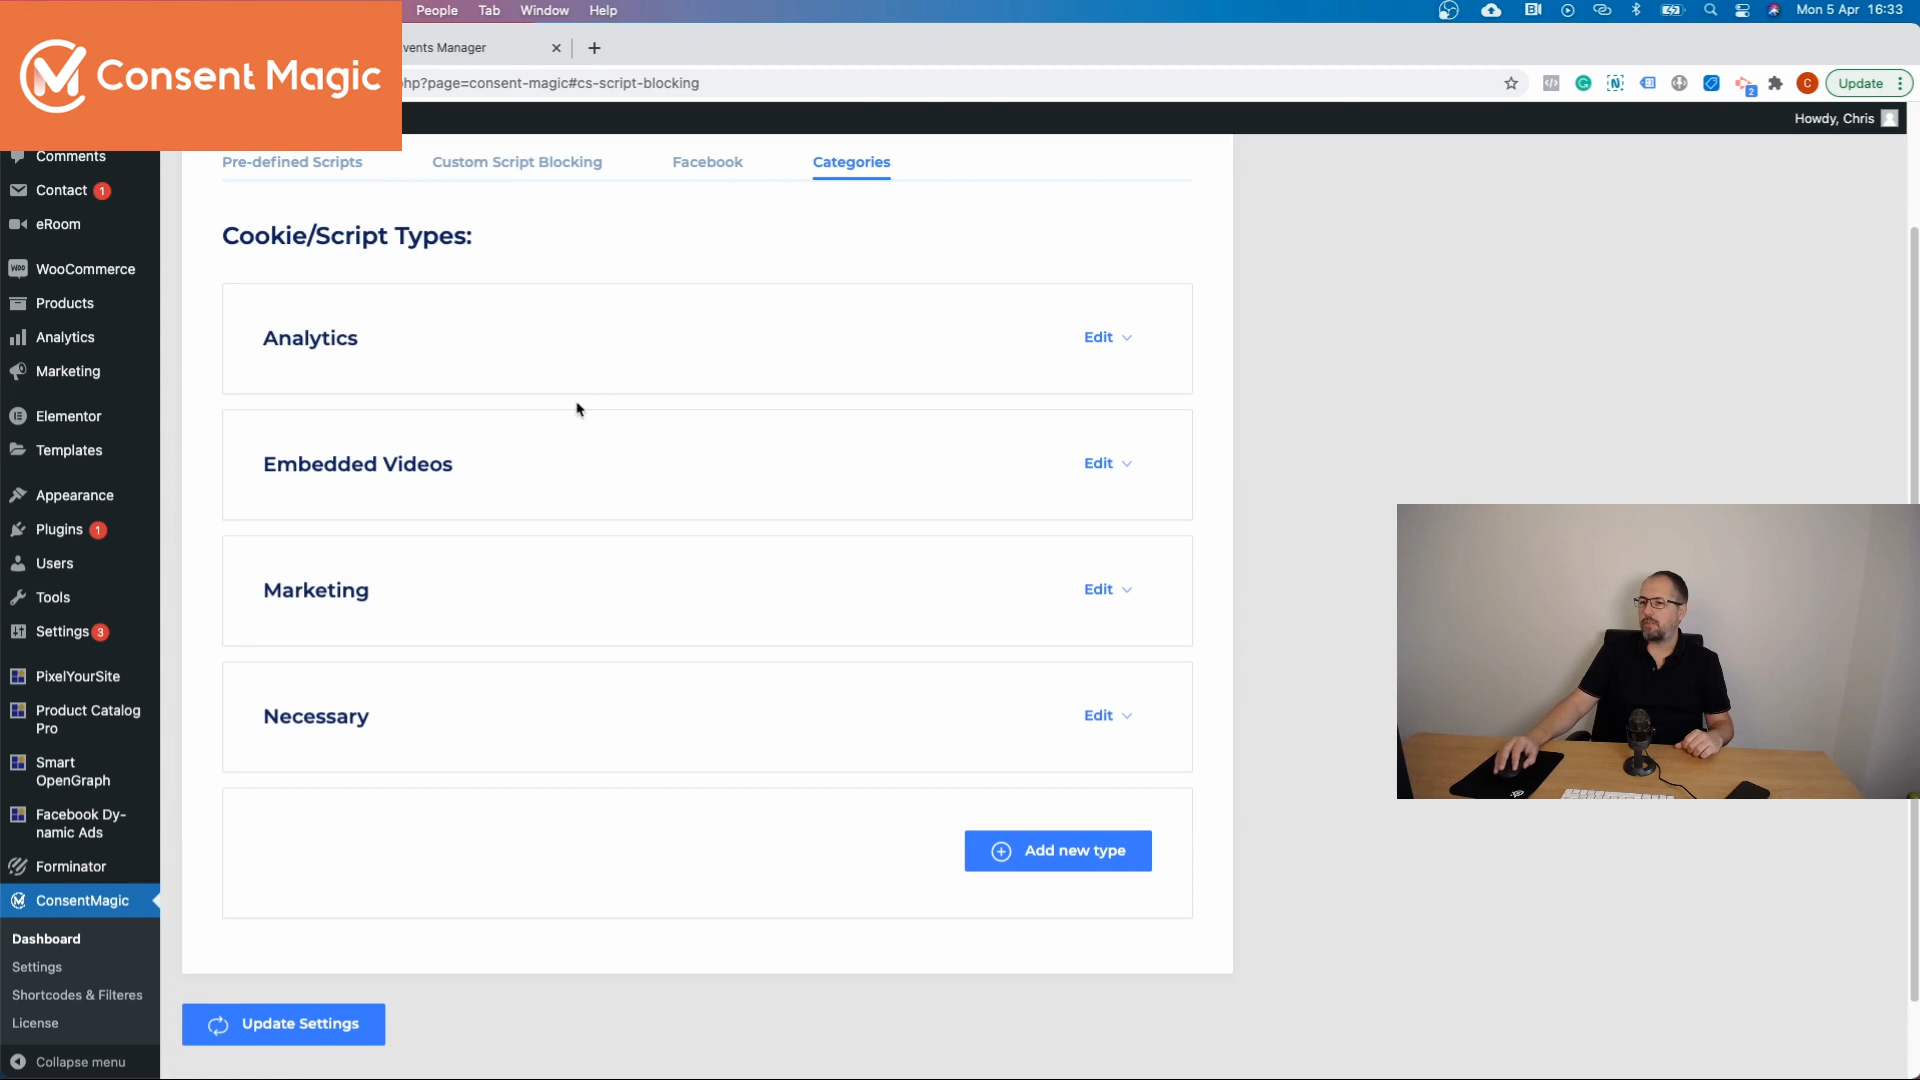 People Tab Window Help
Mon 5 Apr 16:33
Consent Magic
vents Manager
hp?page=consent-magic#cs-script-blocking
2
C
Update
Howdy, Chris
Comments
Contact 1
eRoom
WooCommerce
Products
Analytics
Marketing
Elementor
Templates
Appearance
Plugins 1
Users
Tools
Settings 3
PixelYourSite
Product Catalog
Pro
Smart
OpenGraph
Facebook Dy-
namic Ads
Forminator
ConsentMagic
Dashboard
Settings
Shortcodes & Filteres
License
Collapse menu
Pre-defined Scripts Custom Script Blocking Facebook Categories
Cookie/Script Types:
Analytics Edit
Embedded Videos Edit
Marketing Edit
Necessary Edit
Add new type
Update Settings